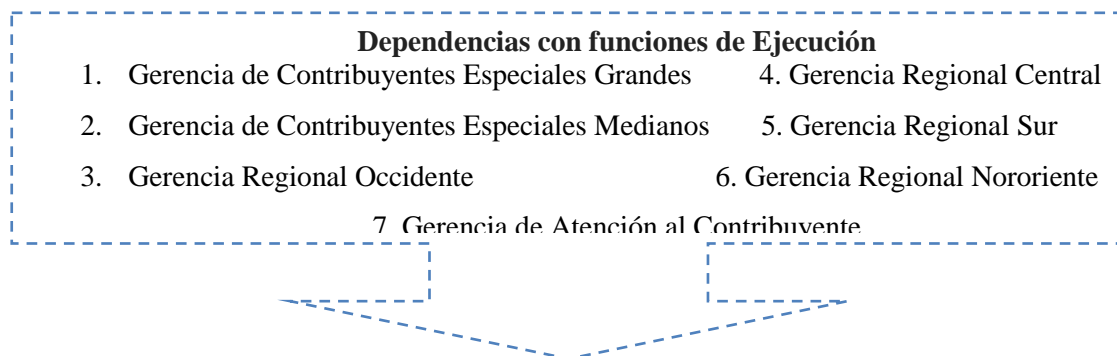 Dependencias con funciones de Ejecución
1. Gerencia de Contribuyentes Especiales Grandes 4. Gerencia Regional Central
2. Gerencia de Contribuyentes Especiales Medianos 5. Gerencia Regional Sur
3. Gerencia Regional Occidente 6. Gerencia Regional Nororiente
7. Gerencia de Atención al Contribuyente